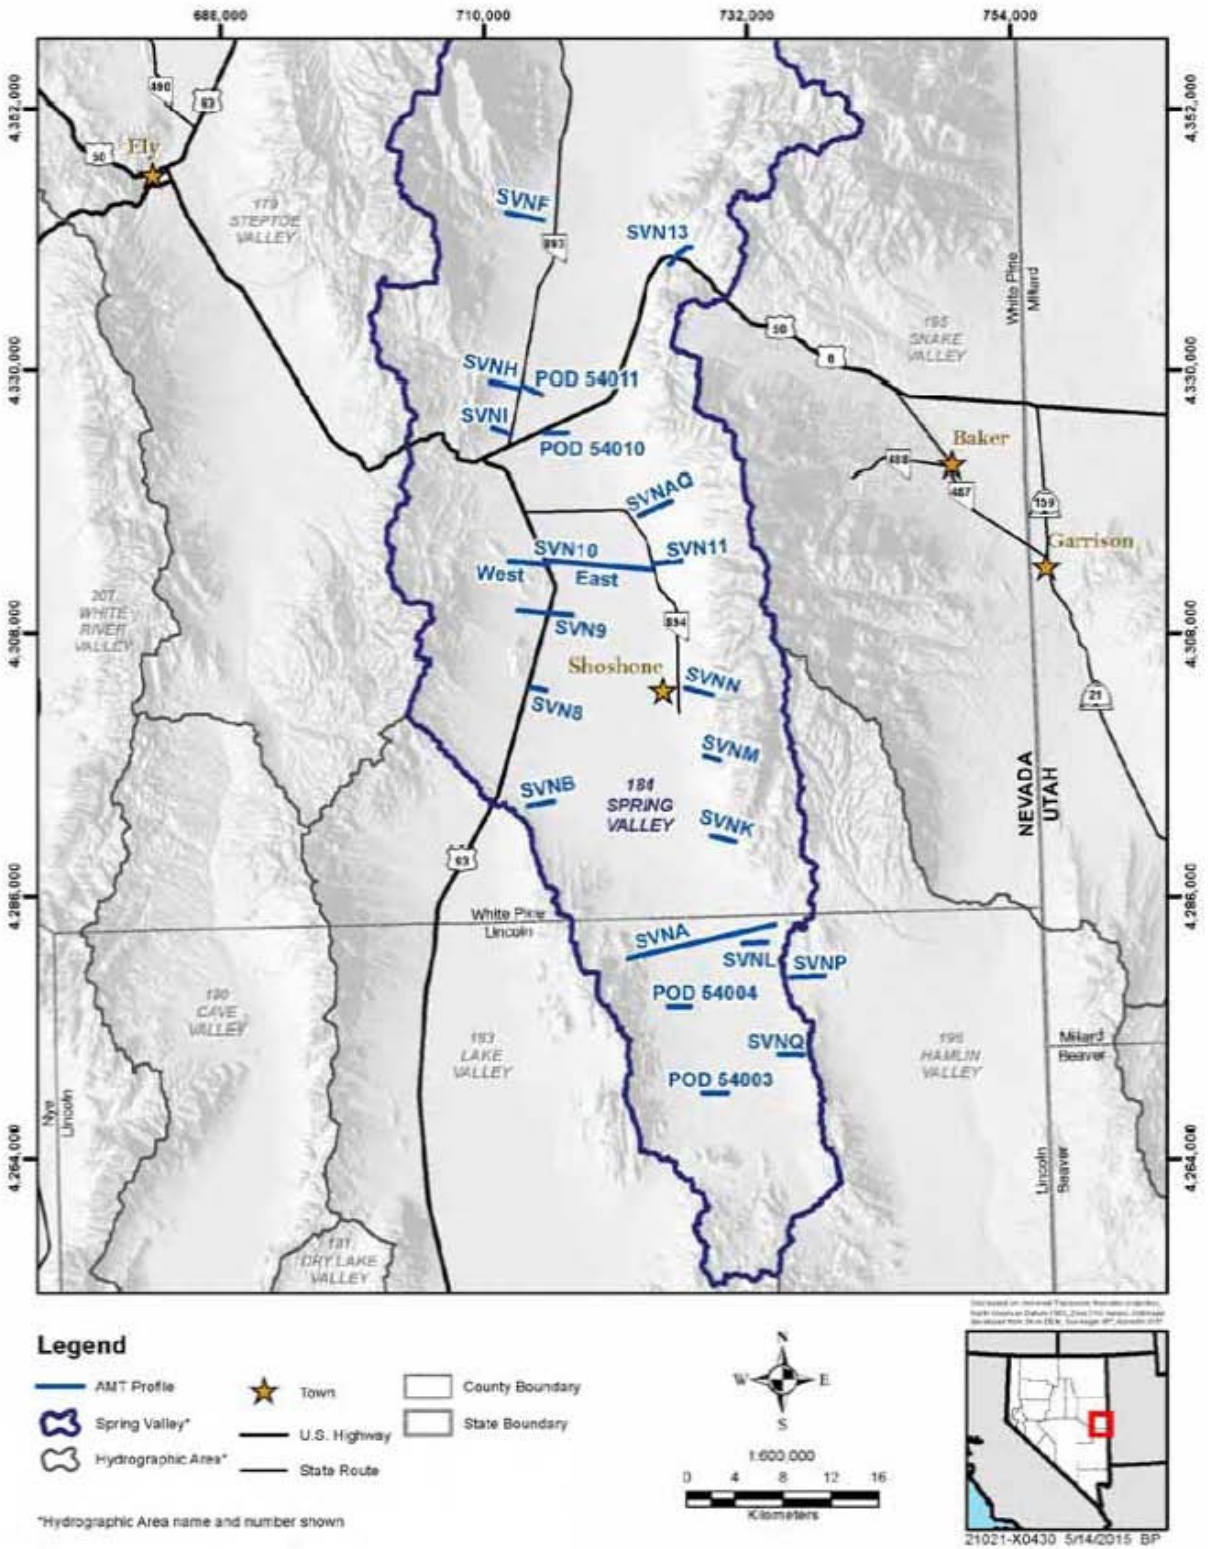 688,000 710,000 732,000 754,000
4,352,000
4,352,000
490
93
50
Ely
179
STEPTOE
VALLEY
SVNF
893
SVN13
White Pine
Millard
50
6
195
SNAKE
VALLEY
4,330,000
4,330,000
SVNH
POD 54011
SVNI
POD 54010
Baker
488
487
159
SVNAQ
Garrison
SVN10
SVN11
West
East
207
WHITE
RIVER
VALLEY
SVN9
894
4,308,000
4,308,000
Shoshone
SVNN
SVN8
21
SVNM
SVNB
184
SPRING
VALLEY
NEVADA
UTAH
SVNK
93
4,286,000
4,286,000
White Pine
Lincoln
SVNA
SVNL
SVNP
POD 54004
180
CAVE
VALLEY
183
LAKE
VALLEY
SVNQ
196
HAMLIN
VALLEY
Millard
Beaver
POD 54003
Nye
Lincoln
4,264,000
4,264,000
Lincoln
Beaver
181
DRY LAKE
VALLEY
Legend
AMT Profile
Town
County Boundary
Spring Valley*
U.S. Highway
State Boundary
Hydrographic Area*
State Route
*Hydrographic Area name and number shown
N
W E
S
1:600,000
0 4 8 12 16
Kilometers
21021-X0430 5/14/2015 BP